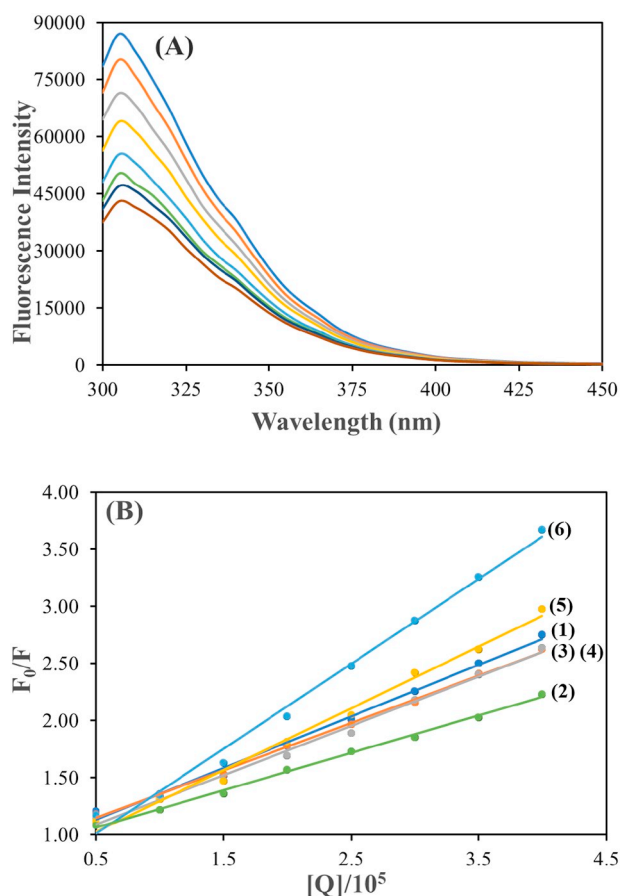 (A)
90000
75000
60000
45000
30000
15000
0
Fluorescence Intensity
300 325 350 375 400 425 450
Wavelength (nm)
(B)
4.00
3.50
3.00
2.50
2.00
1.50
1.00
F₀/F
(6)
(5)
(1)
(3) (4)
(2)
0.5 1.5 2.5 3.5 4.5
[Q]/10⁵